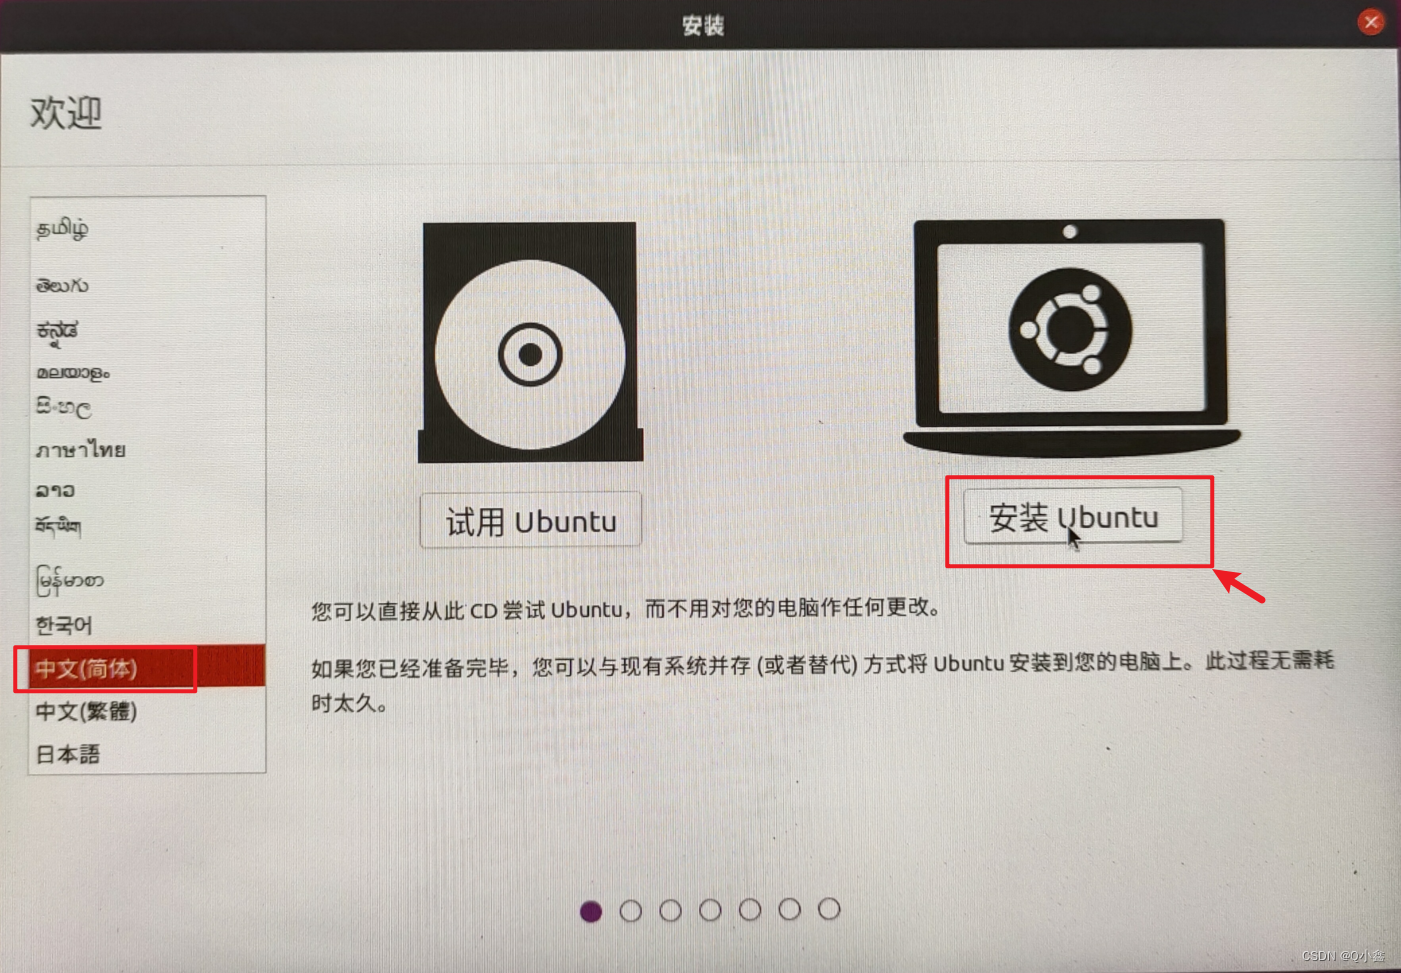 安装
欢迎
தமிழ்
తెలుగు
ಕನ್ನಡ
മലയാളം
සිංහල
ภาษาไทย
ລາວ
བོད་ཡིག
မြန်မာစာ
한국어
中文(简体)
中文(繁體)
日本語
试用 Ubuntu
安装 Ubuntu
您可以直接从此 CD 尝试 Ubuntu，而不用对您的电脑作任何更改。
如果您已经准备完毕，您可以与现有系统并存 (或者替代) 方式将 Ubuntu 安装到您的电脑上。此过程无需耗
时太久。
CSDN @Q小鑫